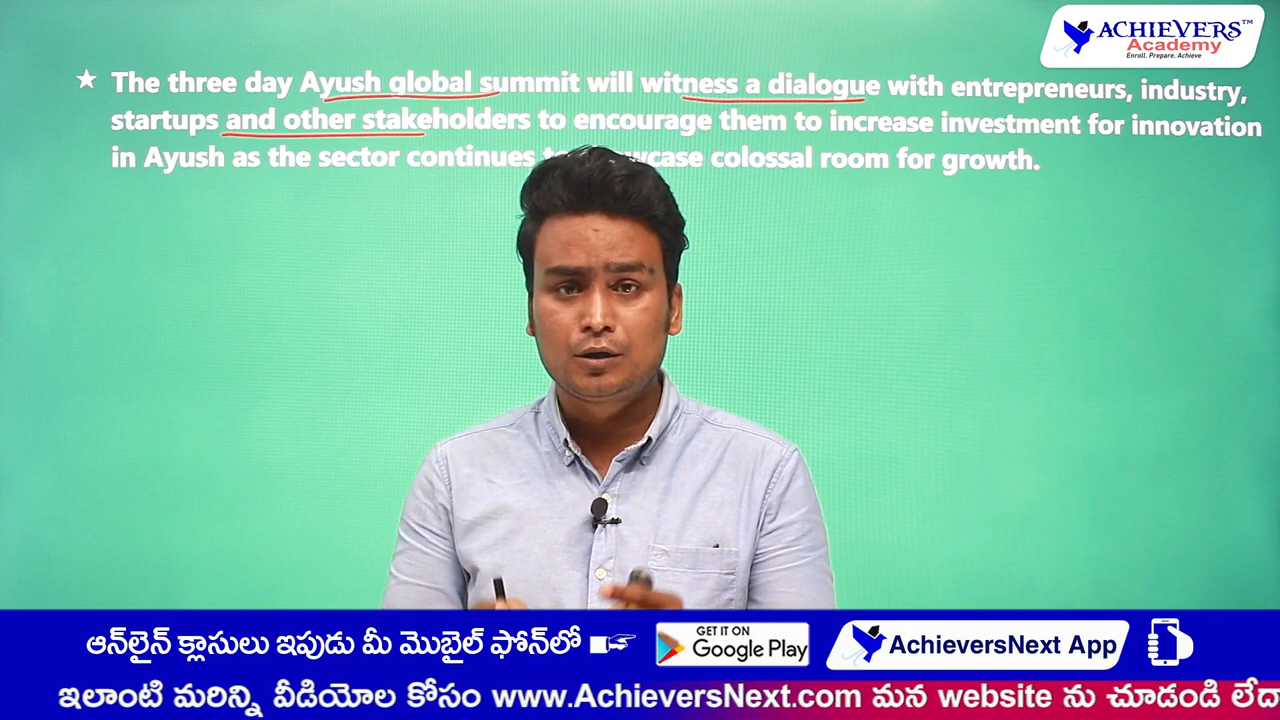 ACHIEVERS™
Academy
Enroll. Prepare. Achieve
★ The three day Ayush global summit will witness a dialogue with entrepreneurs, industry,
startups and other stakeholders to encourage them to increase investment for innovation
in Ayush as the sector continues colossal room for growth.
ఆన్‌లైన్ క్లాసులు ఇపుడు మీ మొబైల్ ఫోన్‌లో
GET IT ON
Google Play
AchieversNext App
ఇలాంటి మరిన్ని వీడియోల కోసం www.AchieversNext.com మన website ను చూడండి లేదా